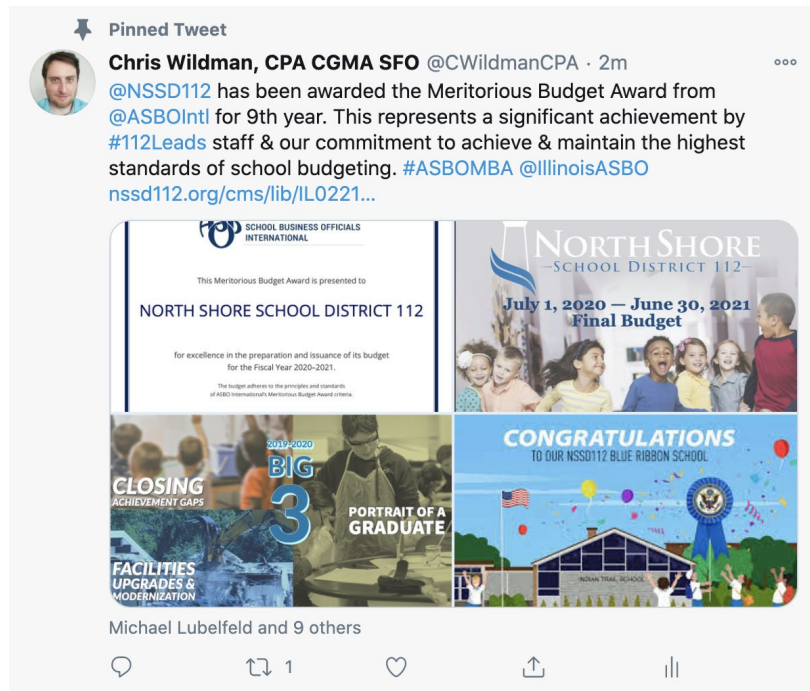 Pinned Tweet
Chris Wildman, CPA CGMA SFO @CWildmanCPA · 2m
@NSSD112 has been awarded the Meritorious Budget Award from
@ASBOIntl for 9th year. This represents a significant achievement by
#112Leads staff & our commitment to achieve & maintain the highest
standards of school budgeting. #ASBOMBA @IllinoisASBO
nssd112.org/cms/lib/IL0221...
SCHOOL BUSINESS OFFICIALS
INTERNATIONAL
This Meritorious Budget Award is presented to
NORTH SHORE SCHOOL DISTRICT 112
for excellence in the preparation and issuance of its budget
for the Fiscal Year 2020-2021.
The budget adheres to the principles and standards
of ASBO International's Meritorious Budget Award criteria.
NORTH SHORE
SCHOOL DISTRICT 112
July 1, 2020 — June 30, 2021
Final Budget
2019-2020
BIG
3
CLOSING
ACHIEVEMENT GAPS
PORTRAIT OF A
GRADUATE
FACILITIES
UPGRADES &
MODERNIZATION
CONGRATULATIONS
TO OUR NSSD112 BLUE RIBBON SCHOOL
INDIAN TRAIL SCHOOL
Michael Lubelfeld and 9 others
1